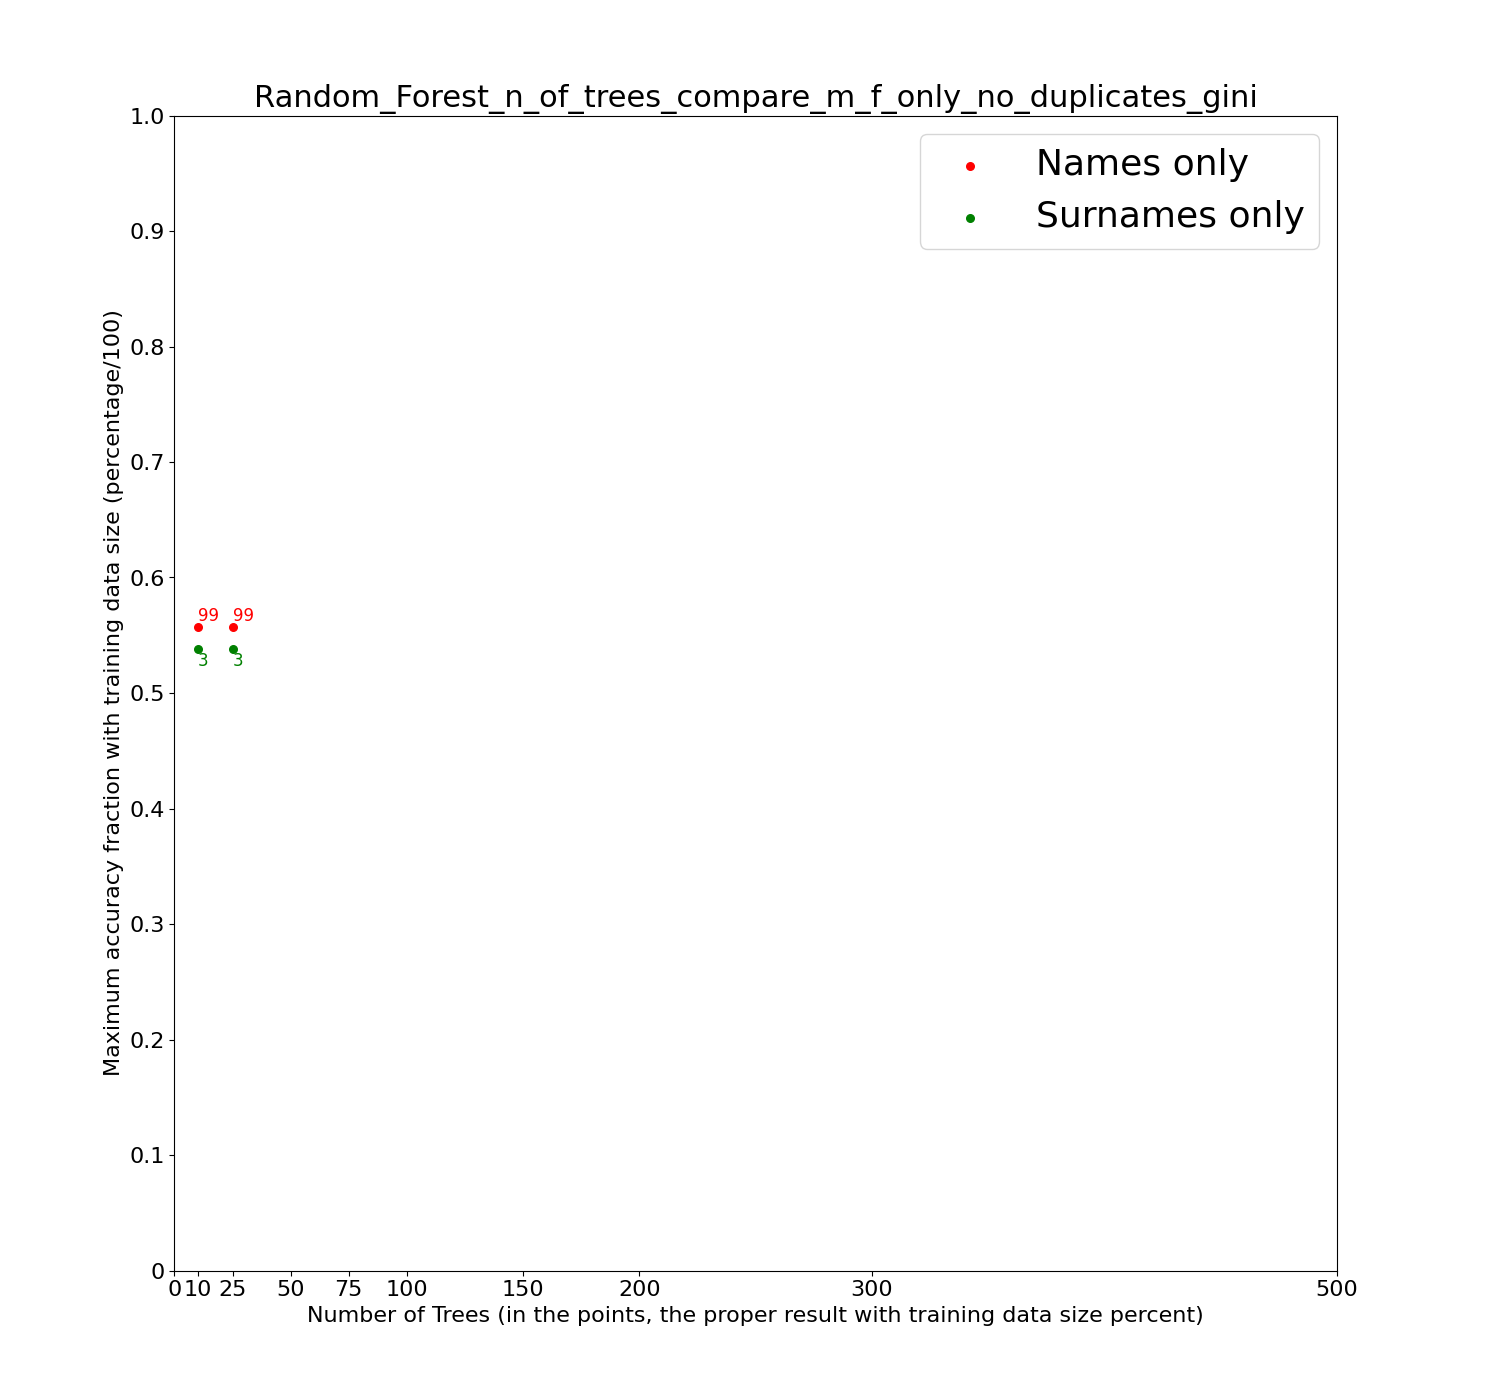 Random_Forest_n_of_trees_compare_m_f_only_no_duplicates_gini
Names only
Surnames only
Maximum accuracy fraction with training data size (percentage/100)
1.0
0.9
0.8
0.7
0.6
0.5
0.4
0.3
0.2
0.1
0
99 99
3 3
0 10 25 50 75 100 150 200 300 500
Number of Trees (in the points, the proper result with training data size percent)